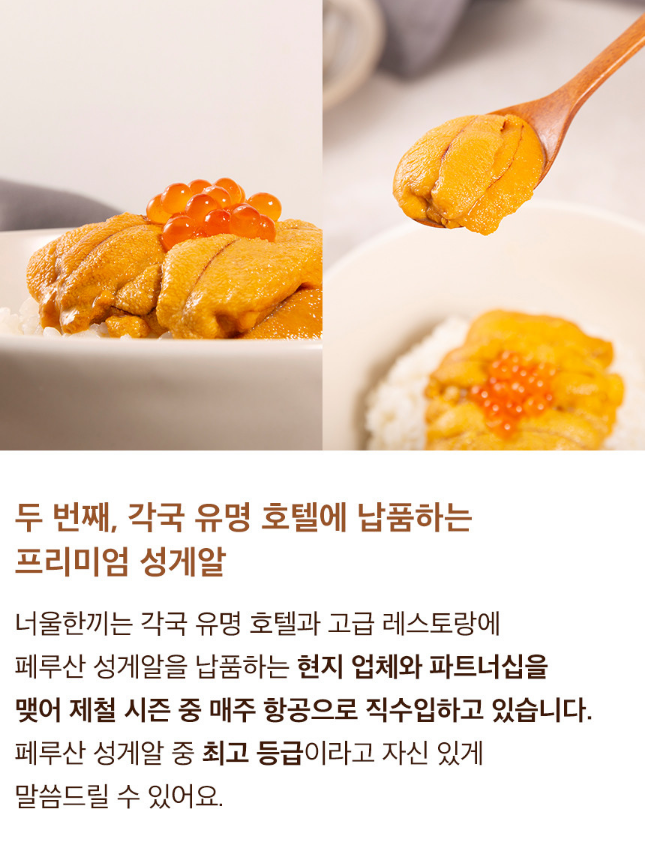 두 번째, 각국 유명 호텔에 납품하는
프리미엄 성게알
너울한끼는 각국 유명 호텔과 고급 레스토랑에
페루산 성게알을 납품하는 현지 업체와 파트너십을
맺어 제철 시즌 중 매주 항공으로 직수입하고 있습니다.
페루산 성게알 중 최고 등급이라고 자신 있게
말씀드릴 수 있어요.